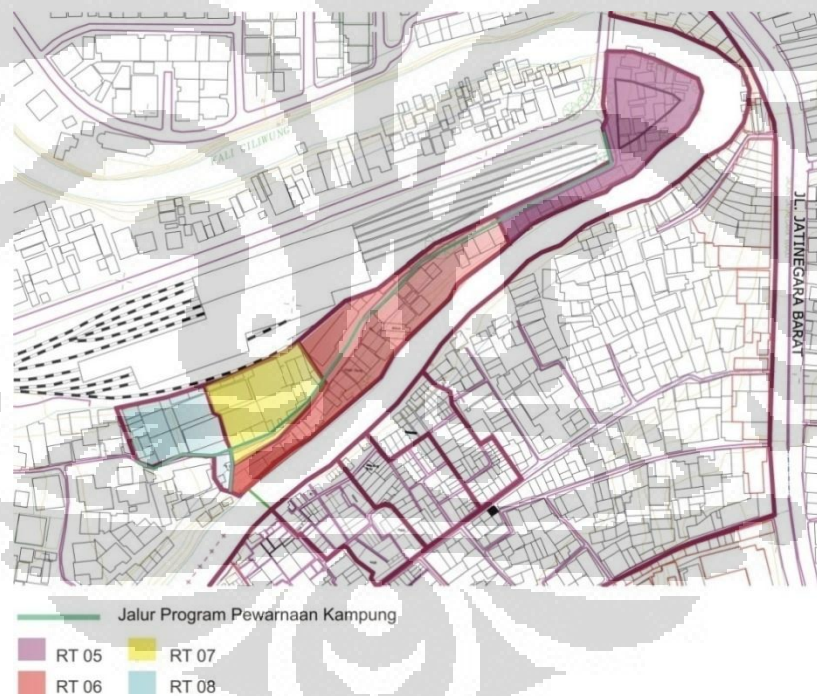 KALI CILIWUNG
JL. JATINEGARA BARAT
Jalur Program Pewarnaan Kampung
RT 05
RT 07
RT 06
RT 08